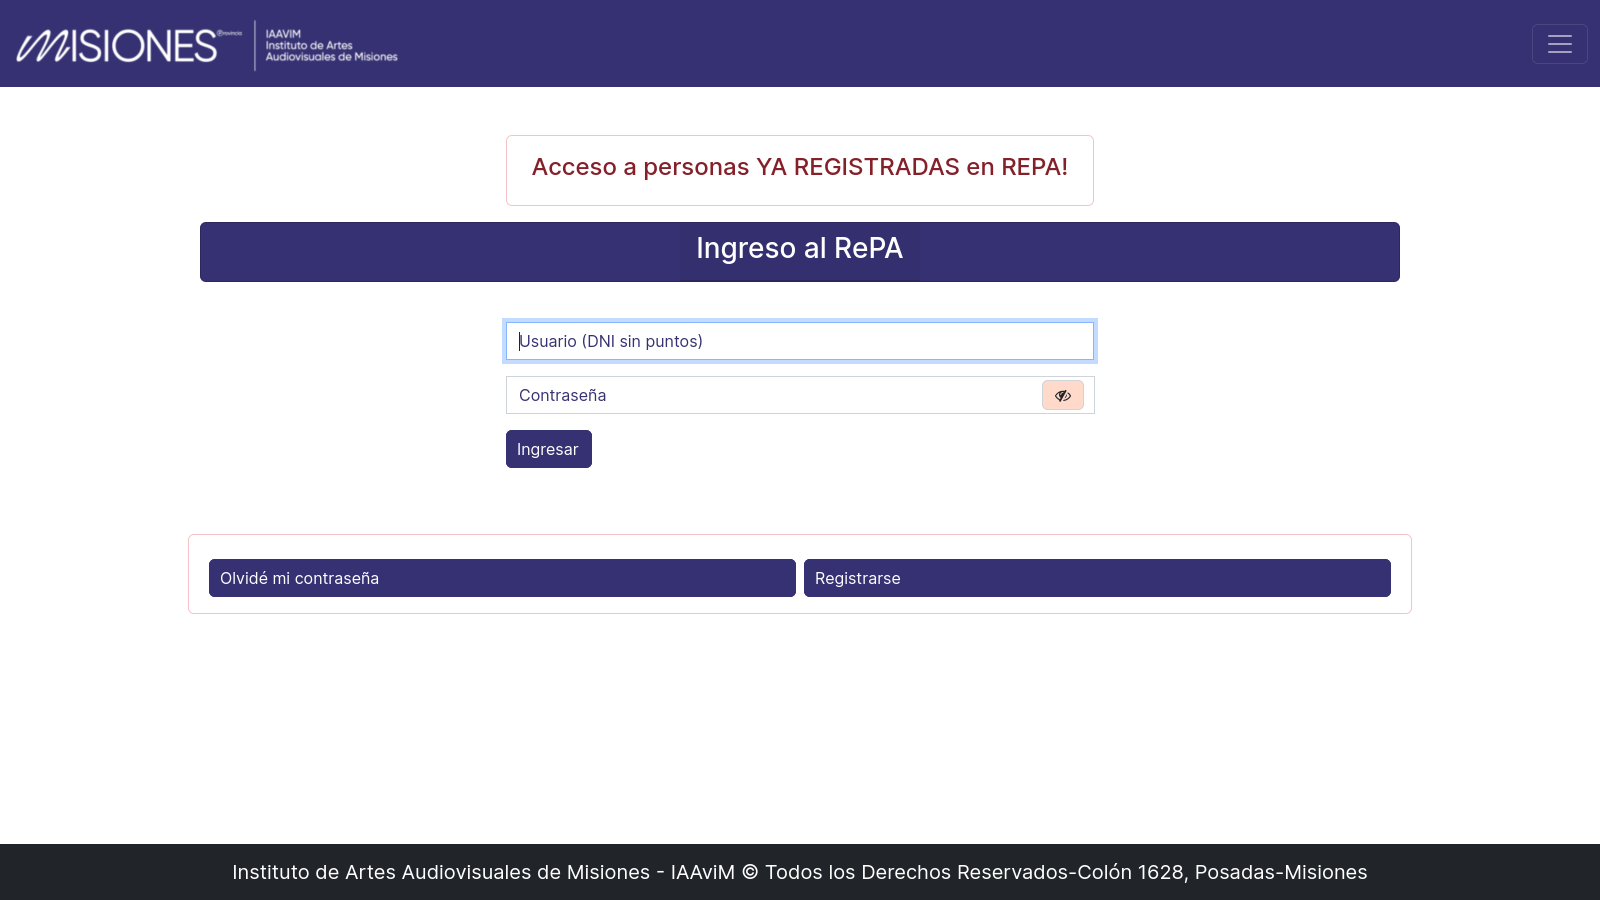 MISIONES Provincia
IAAVIM
Instituto de Artes
Audiovisuales de Misiones
Acceso a personas YA REGISTRADAS en REPA!
Ingreso al RePA
Usuario (DNI sin puntos)
Contraseña
Ingresar
Olvidé mi contraseña
Registrarse
Instituto de Artes Audiovisuales de Misiones - IAAviM © Todos los Derechos Reservados-Colón 1628, Posadas-Misiones